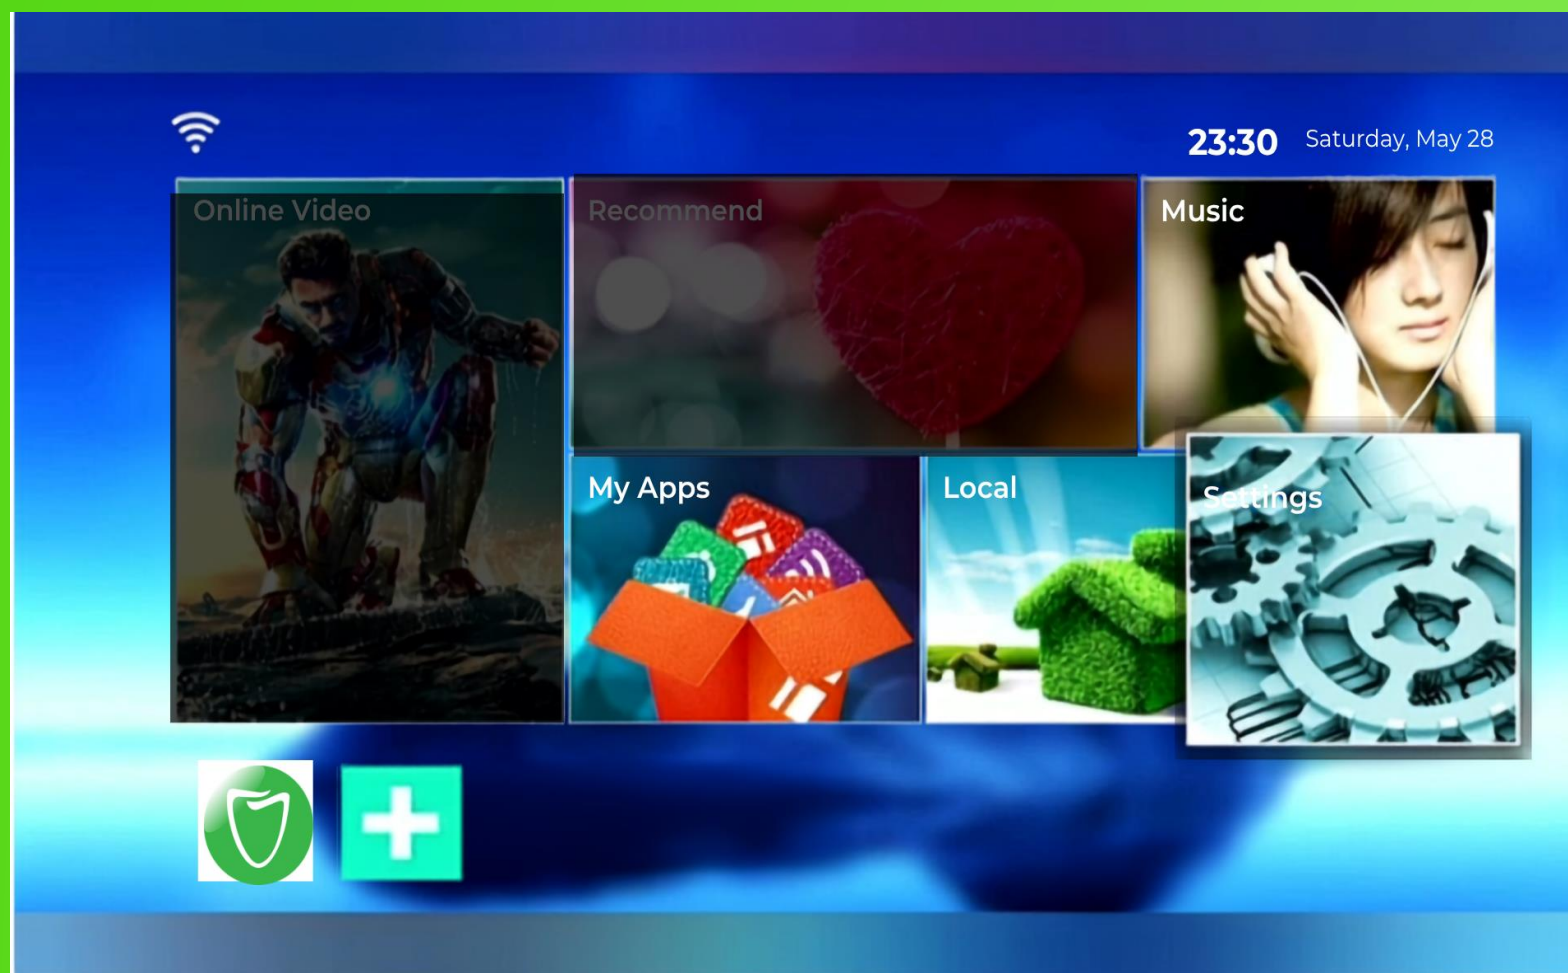 23:30 Saturday, May 28
Online Video
Recommend
Music
My Apps
Local
Settings